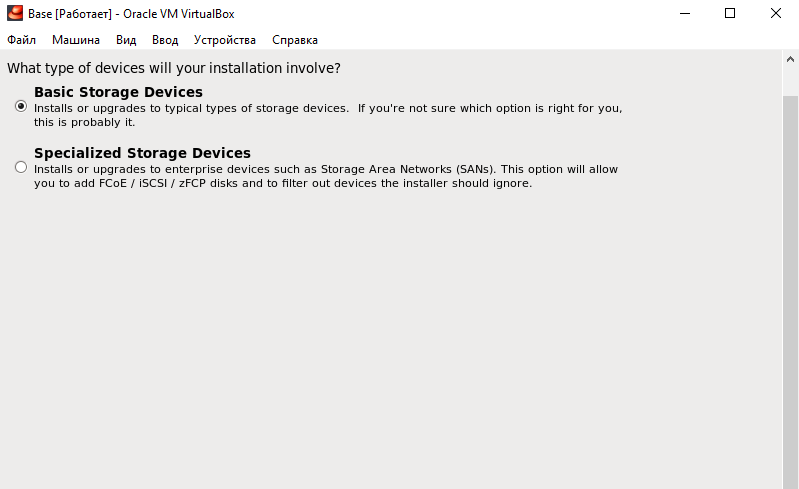 Base [Работает] - Oracle VM VirtualBox
Файл Машина Вид Ввод Устройства Справка
What type of devices will your installation involve?
Basic Storage Devices
Installs or upgrades to typical types of storage devices.  If you're not sure which option is right for you,
this is probably it.
Specialized Storage Devices
Installs or upgrades to enterprise devices such as Storage Area Networks (SANs). This option will allow
you to add FCoE / iSCSI / zFCP disks and to filter out devices the installer should ignore.